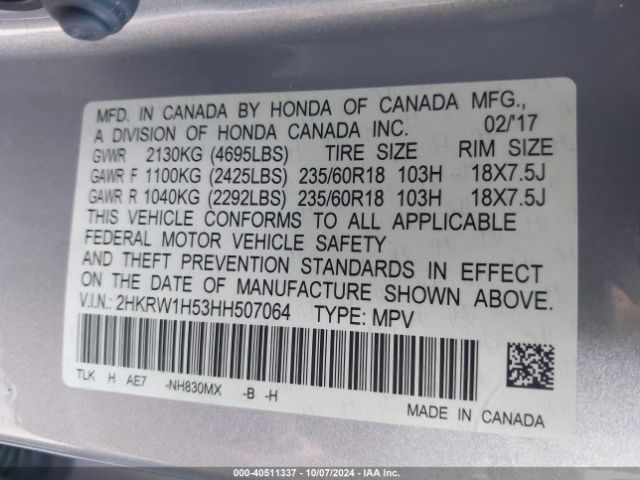 MFD. IN CANADA BY HONDA OF CANADA MFG.,
A DIVISION OF HONDA CANADA INC. 02/'17
GVWR 2130KG (4695LBS) TIRE SIZE RIM SIZE
GAWR F 1100KG (2425LBS) 235/60R18 103H 18X7.5J
GAWR R 1040KG (2292LBS) 235/60R18 103H 18X7.5J
THIS VEHICLE CONFORMS TO ALL APPLICABLE
FEDERAL MOTOR VEHICLE SAFETY
AND THEFT PREVENTION STANDARDS IN EFFECT
ON THE DATE OF MANUFACTURE SHOWN ABOVE.
V.I.N.: 2HKRW1H53HH507064 TYPE: MPV
TLK H AE7 -NH830MX -B -H
MADE IN CANADA
000-40511337 - 10/07/2024 - IAA Inc.